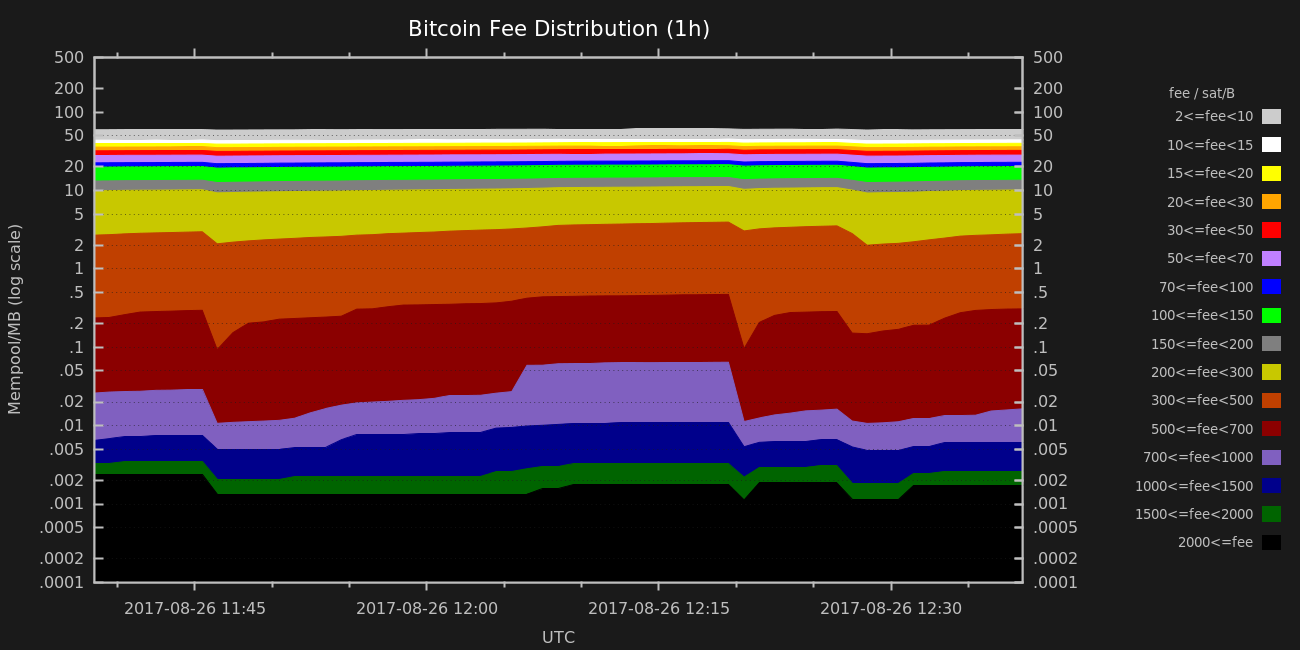 Bitcoin Fee Distribution (1h)
500 500
200 200
100 100
50 50
20 20
10 10
5 5
2 2
1 1
.5 .5
.2 .2
.1 .1
.05 .05
.02 .02
.01 .01
.005 .005
.002 .002
.001 .001
.0005 .0005
.0002 .0002
.0001 .0001
Mempool/MB (log scale)
2017-08-26 11:45 2017-08-26 12:00 2017-08-26 12:15 2017-08-26 12:30
UTC
fee / sat/B
2<=fee<10
10<=fee<15
15<=fee<20
20<=fee<30
30<=fee<50
50<=fee<70
70<=fee<100
100<=fee<150
150<=fee<200
200<=fee<300
300<=fee<500
500<=fee<700
700<=fee<1000
1000<=fee<1500
1500<=fee<2000
2000<=fee